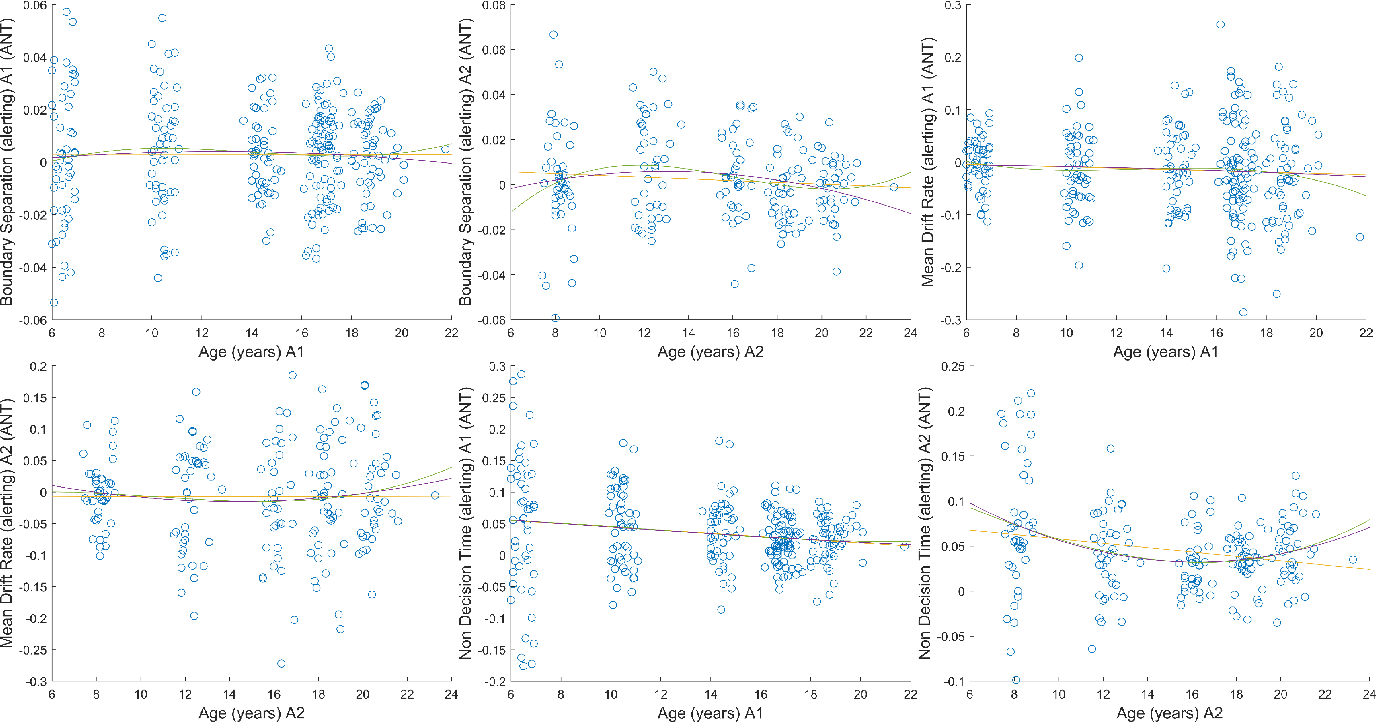 Boundary Separation (alerting) A1 (ANT)
0.06
0.04
0.02
0
-0.02
-0.04
-0.06
6 8 10 12 14 16 18 20 22
Age (years) A1
Boundary Separation (alerting) A2 (ANT)
0.08
0.06
0.04
0.02
0
-0.02
-0.04
-0.06
6 8 10 12 14 16 18 20 22 24
Age (years) A2
Mean Drift Rate (alerting) A1 (ANT)
0.3
0.2
0.1
0
-0.1
-0.2
-0.3
6 8 10 12 14 16 18 20 22
Age (years) A1
Mean Drift Rate (alerting) A2 (ANT)
0.2
0.15
0.1
0.05
0
-0.05
-0.1
-0.15
-0.2
-0.25
-0.3
6 8 10 12 14 16 18 20 22 24
Age (years) A2
Non Decision Time (alerting) A1 (ANT)
0.3
0.25
0.2
0.15
0.1
0.05
0
-0.05
-0.1
-0.15
-0.2
6 8 10 12 14 16 18 20 22
Age (years) A1
Non Decision Time (alerting) A2 (ANT)
0.25
0.2
0.15
0.1
0.05
0
-0.05
-0.1
6 8 10 12 14 16 18 20 22 24
Age (years) A2